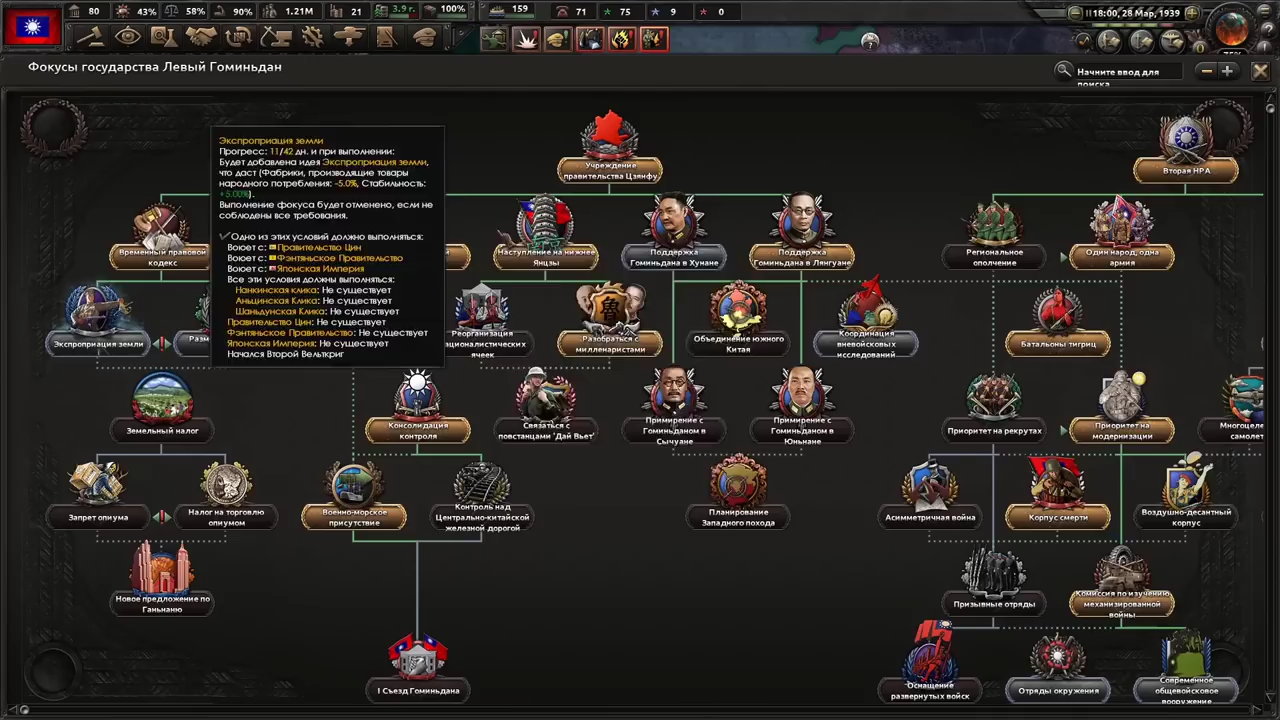 80 43% 58% 90% 1.21M 21 3.9 г. 100% 159 71 75 9 0
18:00, 28 Мар, 1939
75%
Фокусы государства Левый Гоминьдан
Начните ввод для
поиска
Экспроприация земли
Прогресс: 11/42 дн. и при выполнении:
Будет добавлена идея Экспроприация земли,
что даст (Фабрики, производящие товары
народного потребления: -5.0%, Стабильность:
+5.00%).
Выполнение фокуса будет отменено, если не
соблюдены все требования.
Одно из этих условий должно выполняться:
Воюет с: Правительство Цин
Воюет с: Фэнтяньское Правительство
Воюет с: Японская Империя
Все эти условия должны выполняться:
Нанкинская клика: Не существует
Аньцинская Клика: Не существует
Шаньдунская Клика: Не существует
Правительство Цин: Не существует
Фэнтяньское Правительство: Не существует
Японская Империя: Не существует
Начался Второй Вельткриг
Учреждение
правительства Цзянфу
Вторая НРА
Временный правовой
кодекс
Наступление на нижнее
Янцзы
Поддержка
Гоминьдана в Хунане
Поддержка
Гоминьдана в Лянгуане
Региональное
ополчение
Один народ, одна
армия
Экспроприация земли
Разм
Реорганизация
ционалистических
ячеек
Разобраться с
милленаристами
Объединение южного
Китая
Координация
вневойсковых
исследований
Батальоны тигриц
Земельный налог
Консолидация
контроля
Связаться с
повстанцами 'Дай Вьет'
Примирение с
Гоминьданом в
Сычуане
Примирение с
Гоминьданом в
Юньнане
Приоритет на рекрутах
Приоритет на
модернизации
Многоцеле
самолет
Запрет опиума
Налог на торговлю
опиумом
Военно-морское
присутствие
Контроль над
Центрально-китайской
железной дорогой
Планирование
Западного похода
Асимметричная война
Корпус смерти
Воздушно-десантный
корпус
Новое предложение по
Ганьнаню
Призывные отряды
Комиссия по изучению
механизированной
войны
I Съезд Гоминьдана
Оснащение
развернутых войск
Отряды окружения
Современное
общевойсковое
вооружение